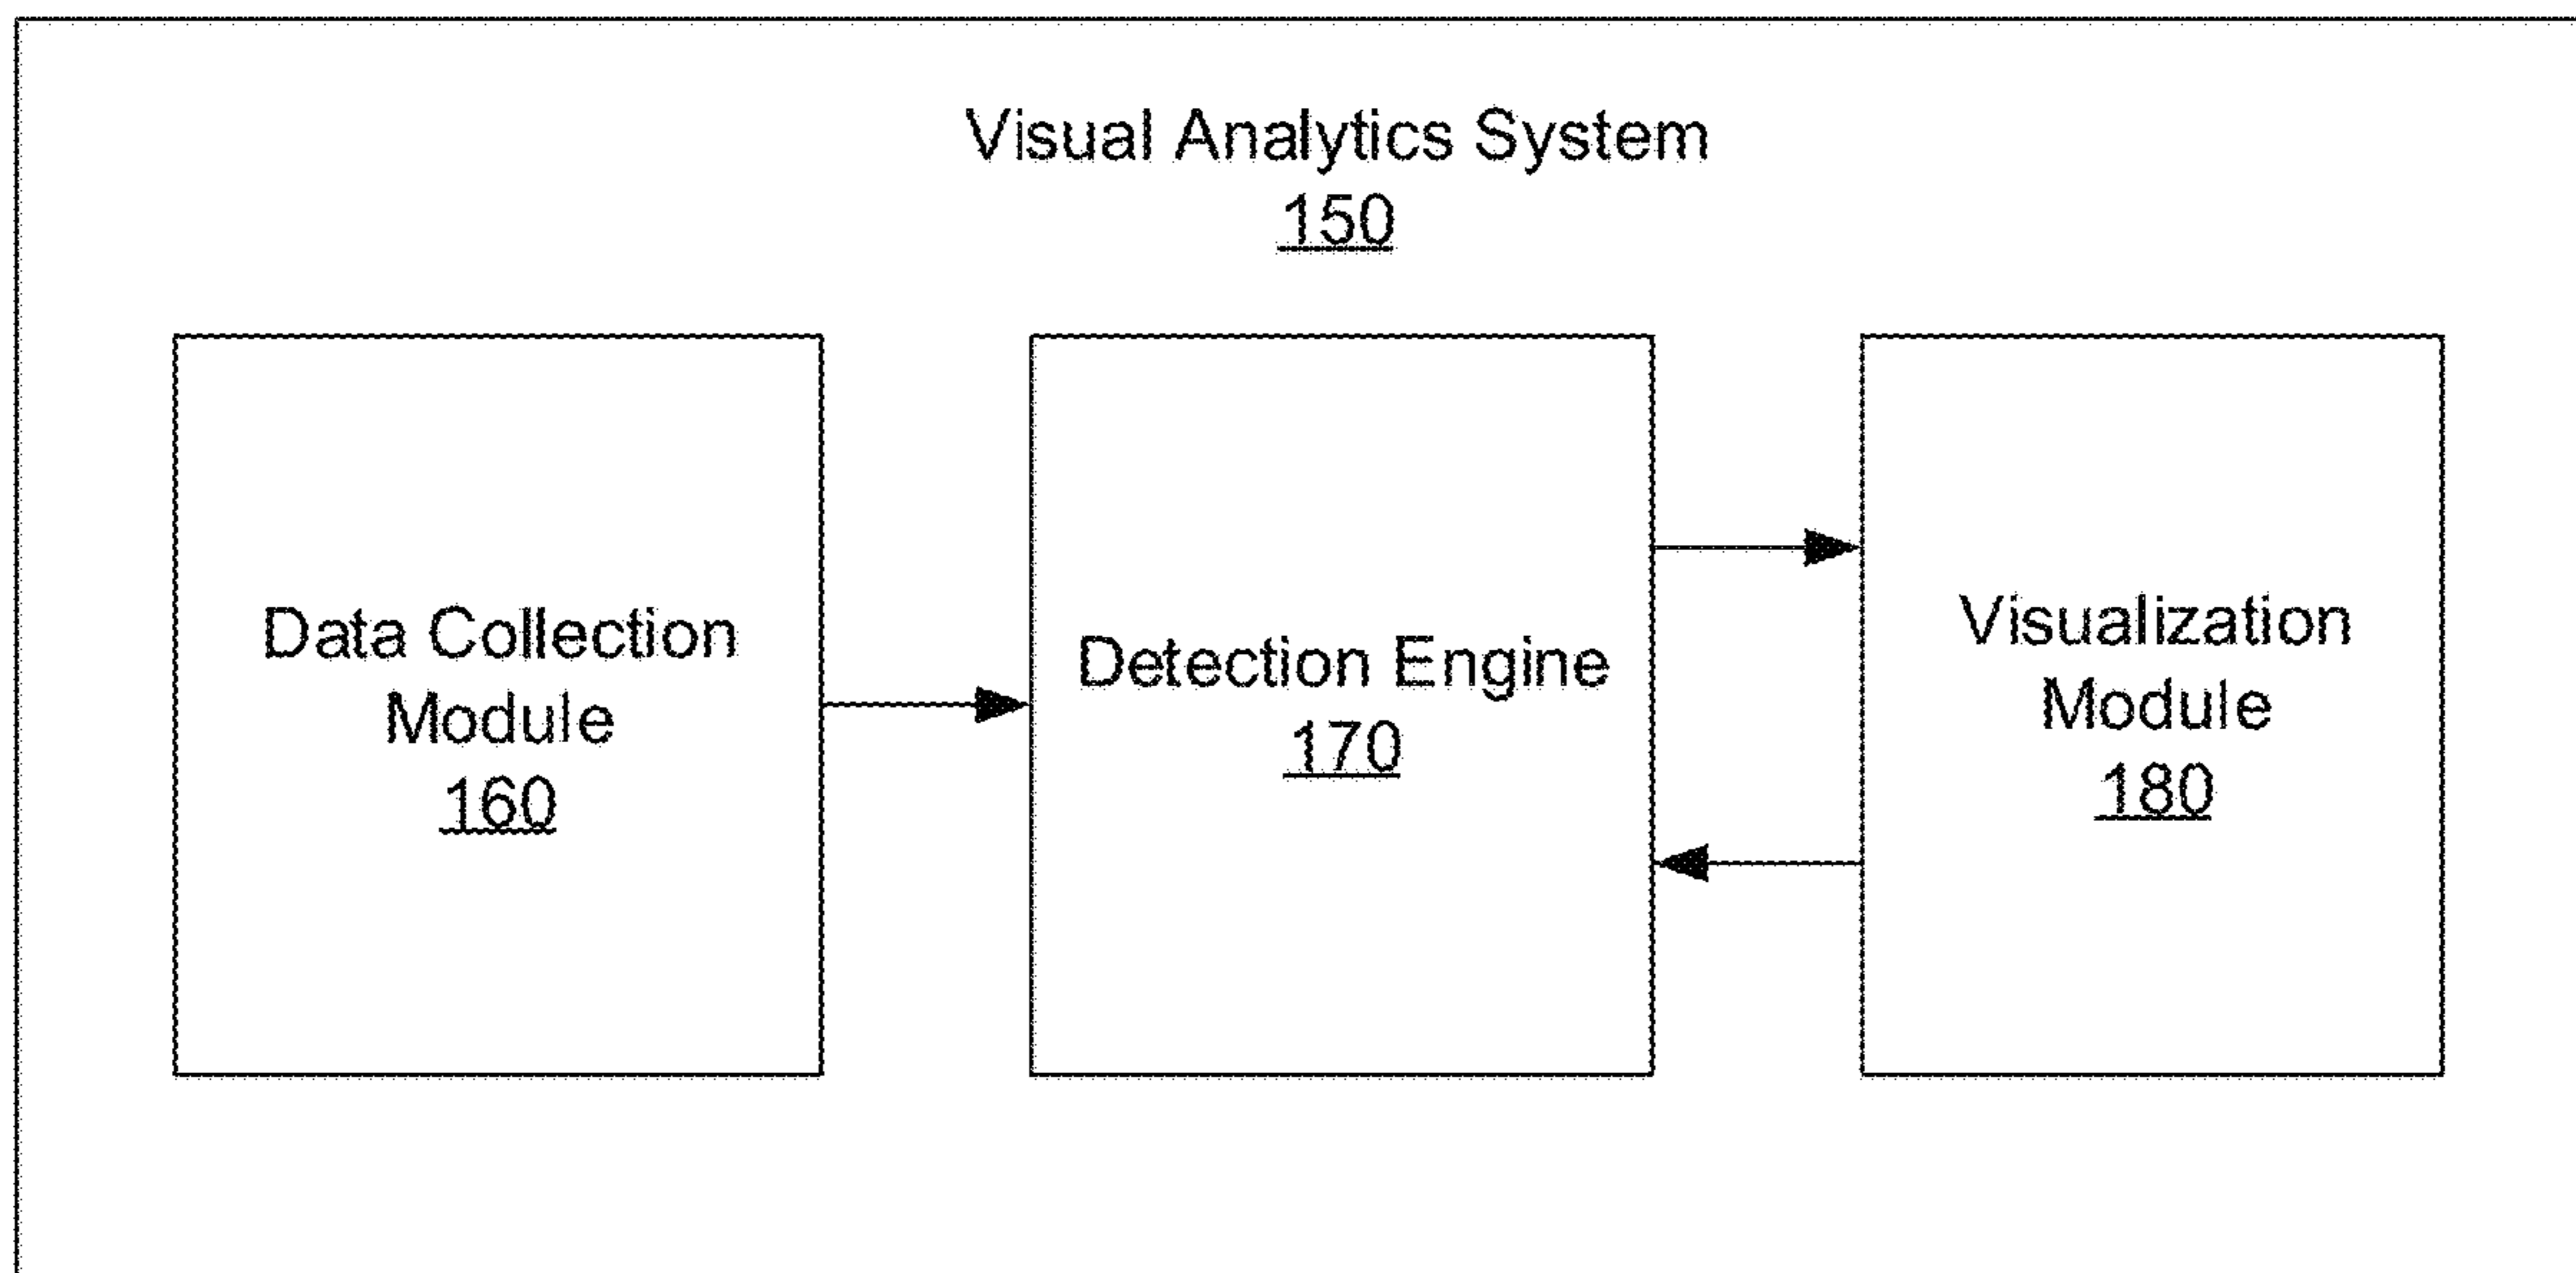 Visual Analytics System
150
Data Collection
Module
160
Detection Engine
170
Visualization
Module
180